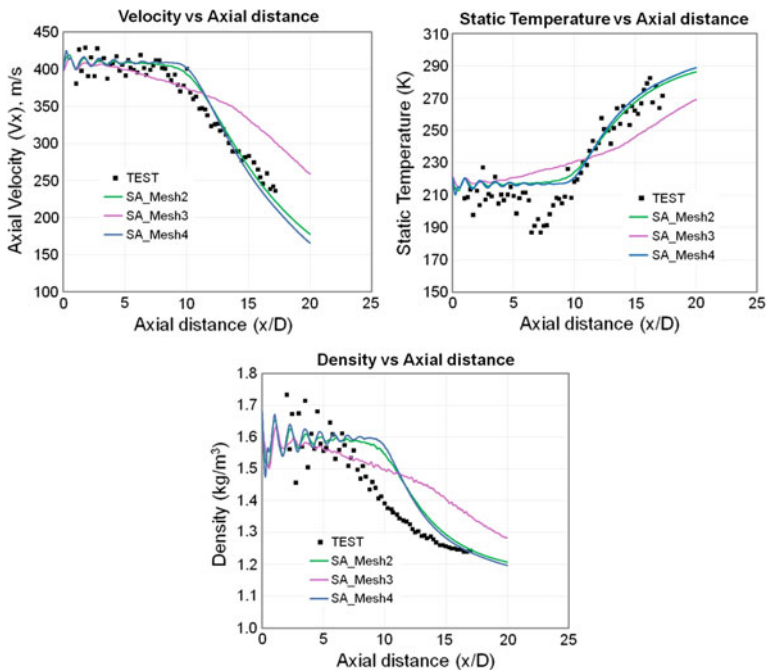 Velocity vs Axial distance
Axial Velocity (Vx), m/s
450
400
350
300
250
200
150
100
TEST
SA_Mesh2
SA_Mesh3
SA_Mesh4
0 5 10 15 20 25
Axial distance (x/D)
Static Temperature vs Axial distance
Static Temperature (K)
310
290
270
250
230
210
190
170
150
TEST
SA_Mesh2
SA_Mesh3
SA_Mesh4
0 5 10 15 20 25
Axial distance (x/D)
Density vs Axial distance
Density (kg/m³)
1.8
1.7
1.6
1.5
1.4
1.3
1.2
1.1
1.0
TEST
SA_Mesh2
SA_Mesh3
SA_Mesh4
0 5 10 15 20 25
Axial distance (x/D)